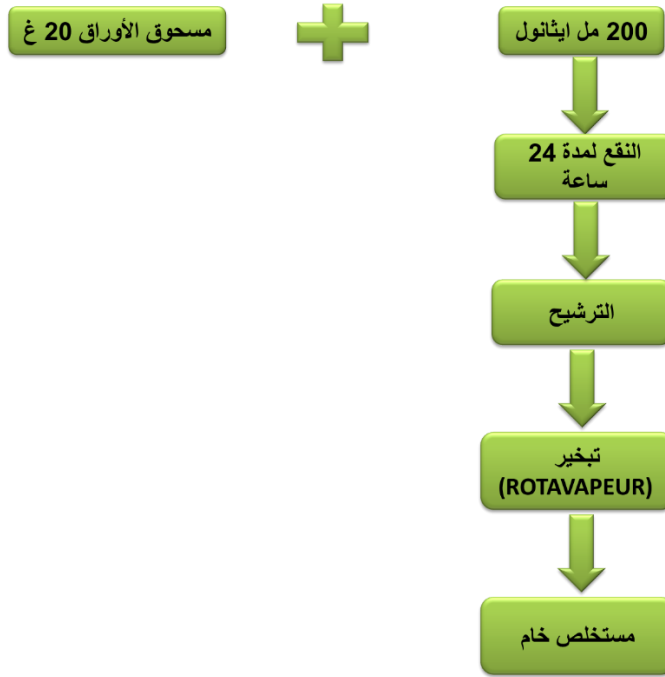 مسحوق الأوراق 20 غ
200 مل ايثانول
النقع لمدة 24
ساعة
الترشيح
تبخير
(ROTAVAPEUR)
مستخلص خام